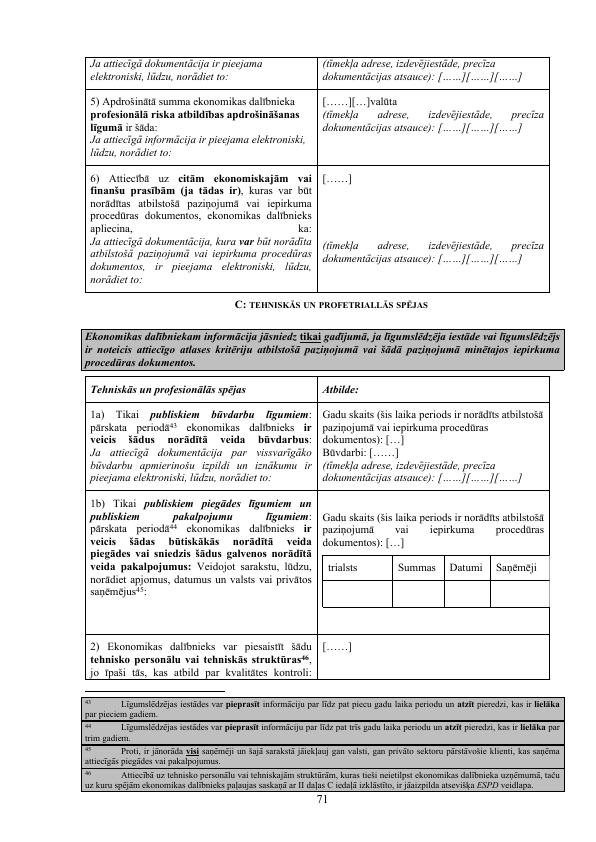 Ja attiecīgā dokumentācija ir pieejama
elektroniski, lūdzu, norādiet to:
(tīmekļa adrese, izdevējiestāde, precīza
dokumentācijas atsauce): [……][……][……]
5) Apdrošinātā summa ekonomikas dalībnieka
profesionālā riska atbildības apdrošināšanas
līgumā ir šāda:
Ja attiecīgā informācija ir pieejama elektroniski,
lūdzu, norādiet to:
[……][…]valūta
(tīmekļa adrese, izdevējiestāde, precīza
dokumentācijas atsauce): [……][……][……]
6) Attiecībā uz citām ekonomiskajām vai
finanšu prasībām (ja tādas ir), kuras var būt
norādītas atbilstošā paziņojumā vai iepirkuma
procedūras dokumentos, ekonomikas dalībnieks
apliecina, ka:
Ja attiecīgā dokumentācija, kura var būt norādīta
atbilstošā paziņojumā vai iepirkuma procedūras
dokumentos, ir pieejama elektroniski, lūdzu,
norādiet to:
[……]
(tīmekļa adrese, izdevējiestāde, precīza
dokumentācijas atsauce): [……][……][……]
C: TEHNISKĀS UN PROFETRIALLĀS SPĒJAS
Ekonomikas dalībniekam informācija jāsniedz tikai gadījumā, ja līgumslēdzēja iestāde vai līgumslēdzējs
ir noteicis attiecīgo atlases kritēriju atbilstošā paziņojumā vai šādā paziņojumā minētajos iepirkuma
procedūras dokumentos.
Tehniskās un profesionālās spējas
Atbilde:
1a) Tikai publiskiem būvdarbu līgumiem:
pārskata periodā⁴³ ekonomikas dalībnieks ir
veicis šādus norādītā veida būvdarbus:
Ja attiecīgā dokumentācija par vissvarīgāko
būvdarbu apmierinošu izpildi un iznākumu ir
pieejama elektroniski, lūdzu, norādiet to:
Gadu skaits (šis laika periods ir norādīts atbilstošā
paziņojumā vai iepirkuma procedūras
dokumentos): […]
Būvdarbi: [……]
(tīmekļa adrese, izdevējiestāde, precīza
dokumentācijas atsauce): [……][……][……]
1b) Tikai publiskiem piegādes līgumiem un
publiskiem pakalpojumu līgumiem:
pārskata periodā⁴⁴ ekonomikas dalībnieks ir
veicis šādas būtiskākās norādītā veida
piegādes vai sniedzis šādus galvenos norādītā
veida pakalpojumus: Veidojot sarakstu, lūdzu,
norādiet apjomus, datumus un valsts vai privātos
saņēmējus⁴⁵:
Gadu skaits (šis laika periods ir norādīts atbilstošā
paziņojumā vai iepirkuma procedūras
dokumentos): […]
trialsts Summas Datumi Saņēmēji
2) Ekonomikas dalībnieks var piesaistīt šādu
tehnisko personālu vai tehniskās struktūras⁴⁶,
jo īpaši tās, kas atbild par kvalitātes kontroli:
[……]
43 Līgumslēdzējas iestādes var pieprasīt informāciju par līdz pat piecu gadu laika periodu un atzīt pieredzi, kas ir lielāka
par pieciem gadiem.
44 Līgumslēdzējas iestādes var pieprasīt informāciju par līdz pat trīs gadu laika periodu un atzīt pieredzi, kas ir lielāka par
trim gadiem.
45 Proti, ir jānorāda visi saņēmēji un šajā sarakstā jāiekļauj gan valsti, gan privāto sektoru pārstāvošie klienti, kas saņēma
attiecīgās piegādes vai pakalpojumus.
46 Attiecībā uz tehnisko personālu vai tehniskajām struktūrām, kuras tieši neietilpst ekonomikas dalībnieka uzņēmumā, taču
uz kuru spējām ekonomikas dalībnieks paļaujas saskaņā ar II daļas C iedaļā izklāstīto, ir jāaizpilda atsevišķa ESPD veidlapa.
71